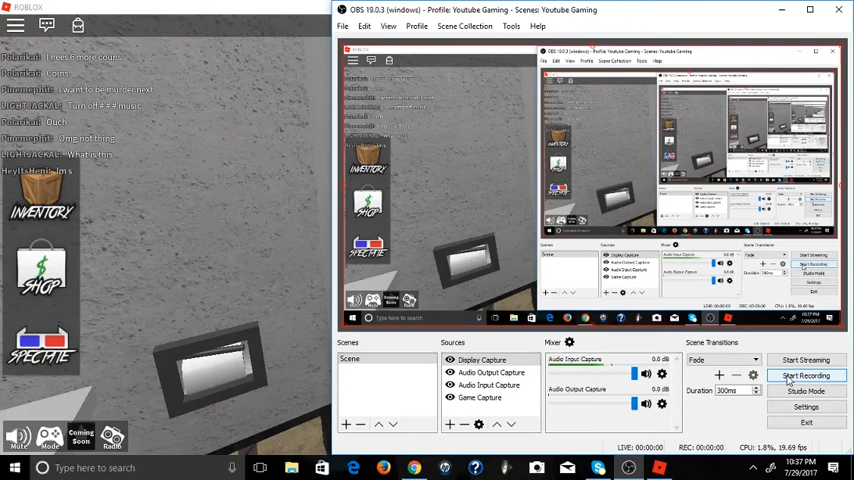 ROBLOX
Polarikai: I nees 6 more couns
Polarikai: Coins
Pinemephit: I want to be murder next
LIGHTJACKAL: Turn off###music
Polarikai: Ouch
Pinemephit: Omg not thing
LIGHTJACKAL: What is this
HeyItsHeni: Im s
INVENTORY
SHOP
SPECTATE
Mute
Mode
Coming
Soon
Radio
OBS 19.0.3 (windows) - Profile: Youtube Gaming - Scenes: Youtube Gaming
File Edit View Profile Scene Collection Tools Help
Scenes Sources Mixer Scene Transitions
Scene
Display Capture
Audio Output Capture
Audio Input Capture
Game Capture
Audio Input Capture 0.0 dB
Audio Output Capture 0.0 dB
Fade
Duration 300ms
Start Streaming
Start Recording
Studio Mode
Settings
Exit
LIVE: 00:00:00 REC: 00:00:00 CPU: 1.8%, 19.69 fps
Type here to search
10:37 PM
7/29/2017